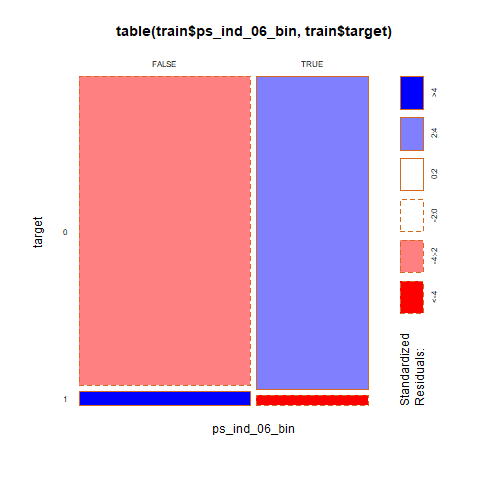 table(train$ps_ind_06_bin, train$target)
FALSE
TRUE
target
0
1
ps_ind_06_bin
>4
2:4
0:2
-2:0
-4:-2
<-4
Standardized
Residuals: